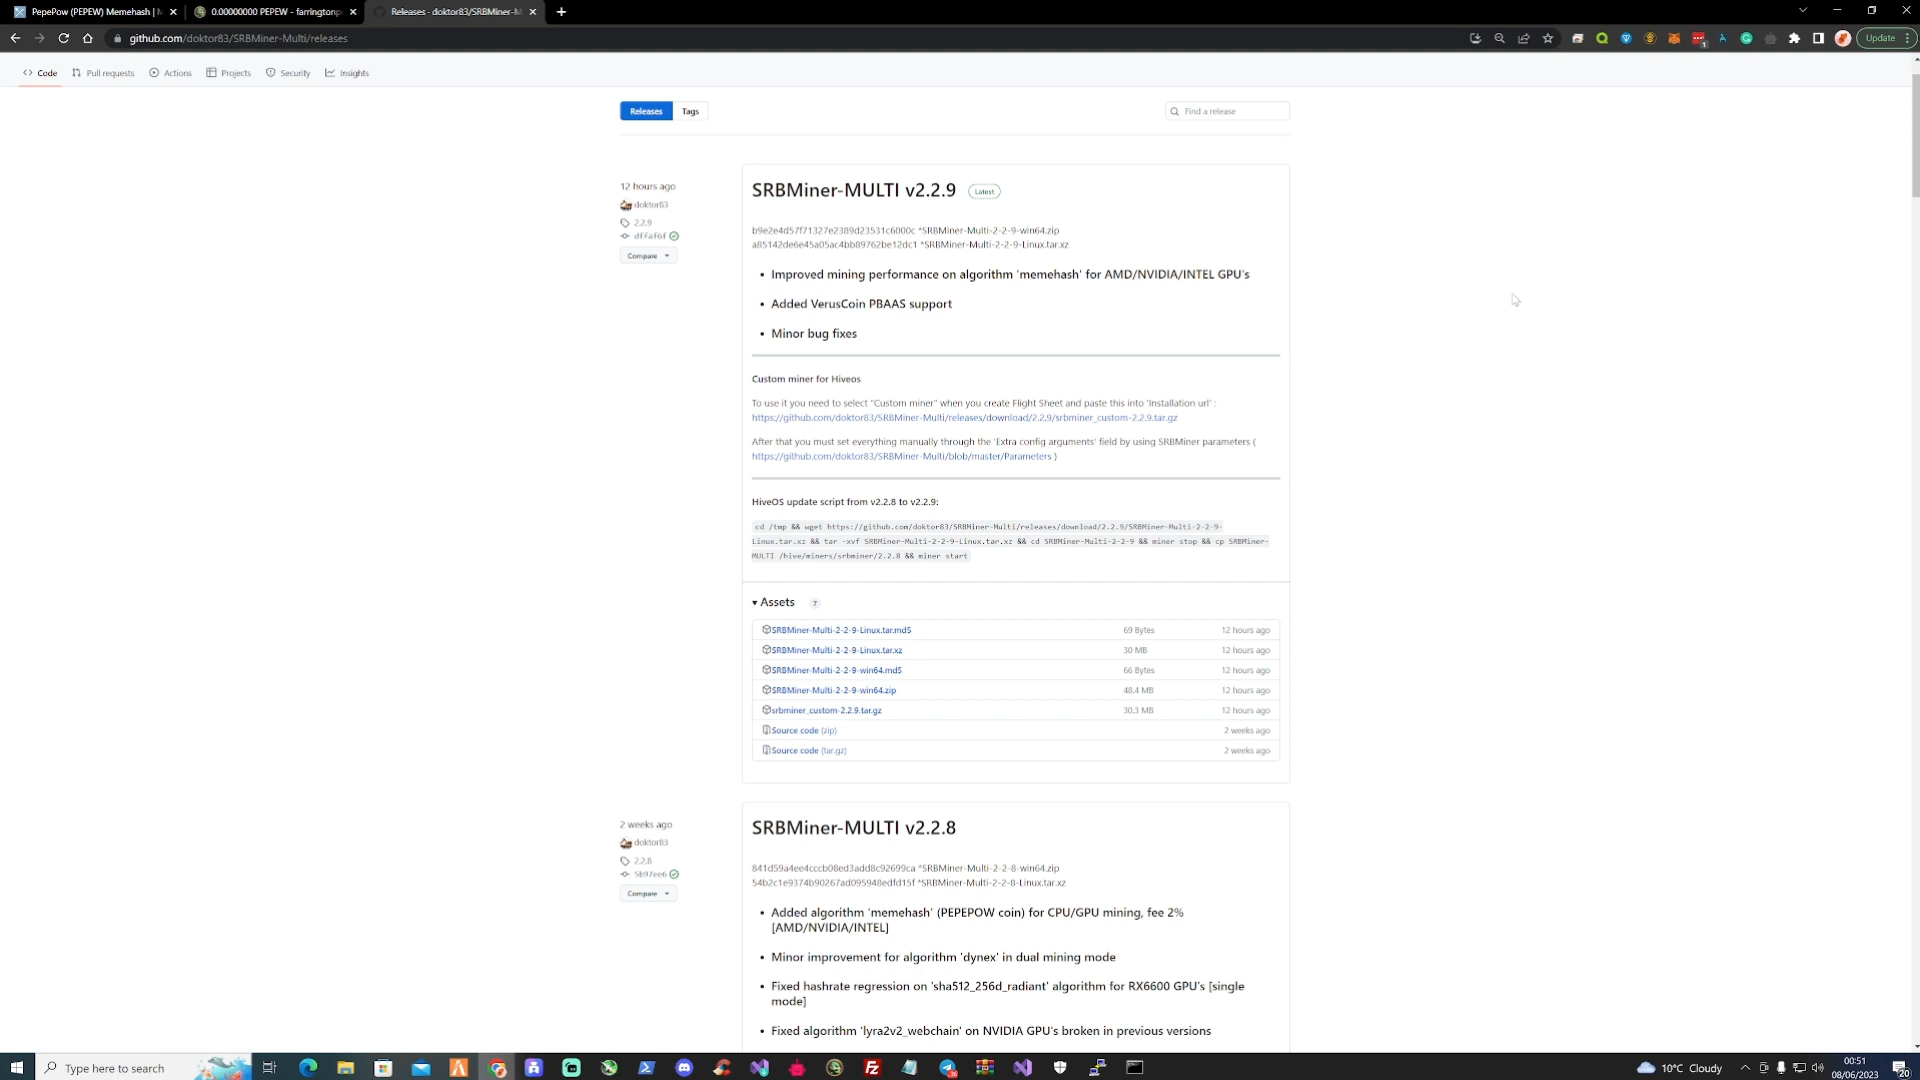 PepePow (PEPEW) Memehash | M
0.00000000 PEPEW - farringtonp
Releases - doktor83/SRBMiner-M
github.com/doktor83/SRBMiner-Multi/releases
Update
Code
Pull requests
Actions
Projects
Security
Insights
Releases
Tags
Find a release
12 hours ago
doktor83
2.2.9
dffaf6f
Compare
SRBMiner-MULTI v2.2.9
Latest
b9e2e4d57f71327e2389d23531c6000c *SRBMiner-Multi-2-2-9-win64.zip
a85142de6e45a05ac4bb89762be12dc1 *SRBMiner-Multi-2-2-9-Linux.tar.xz
• Improved mining performance on algorithm 'memehash' for AMD/NVIDIA/INTEL GPU's
• Added VerusCoin PBAAS support
• Minor bug fixes
Custom miner for Hiveos
To use it you need to select "Custom miner" when you create Flight Sheet and paste this into 'Installation url' :
https://github.com/doktor83/SRBMiner-Multi/releases/download/2.2.9/srbminer_custom-2.2.9.tar.gz
After that you must set everything manually through the 'Extra config arguments' field by using SRBMiner parameters (
https://github.com/doktor83/SRBMiner-Multi/blob/master/Parameters )
HiveOS update script from v2.2.8 to v2.2.9:
cd /tmp && wget https://github.com/doktor83/SRBMiner-Multi/releases/download/2.2.9/SRBMiner-Multi-2-2-9-
Linux.tar.xz && tar -xvf SRBMiner-Multi-2-2-9-Linux.tar.xz && cd SRBMiner-Multi-2-2-9 && miner stop && cp SRBMiner-
MULTI /hive/miners/srbminer/2.2.8 && miner start
Assets 7
SRBMiner-Multi-2-2-9-Linux.tar.md5 69 Bytes 12 hours ago
SRBMiner-Multi-2-2-9-Linux.tar.xz 30 MB 12 hours ago
SRBMiner-Multi-2-2-9-win64.md5 66 Bytes 12 hours ago
SRBMiner-Multi-2-2-9-win64.zip 48.4 MB 12 hours ago
srbminer_custom-2.2.9.tar.gz 30.3 MB 12 hours ago
Source code (zip) 2 weeks ago
Source code (tar.gz) 2 weeks ago
2 weeks ago
doktor83
2.2.8
5b97ee6
Compare
SRBMiner-MULTI v2.2.8
841d59a4ee4cccb08ed3add8c92699ca *SRBMiner-Multi-2-2-8-win64.zip
54b2c1e9374b90267ad095948edfd15f *SRBMiner-Multi-2-2-8-Linux.tar.xz
• Added algorithm 'memehash' (PEPEPOW coin) for CPU/GPU mining, fee 2%
[AMD/NVIDIA/INTEL]
• Minor improvement for algorithm 'dynex' in dual mining mode
• Fixed hashrate regression on 'sha512_256d_radiant' algorithm for RX6600 GPU's [single
mode]
• Fixed algorithm 'lyra2v2_webchain' on NVIDIA GPU's broken in previous versions
Type here to search
10°C Cloudy
00:51
08/06/2023
20